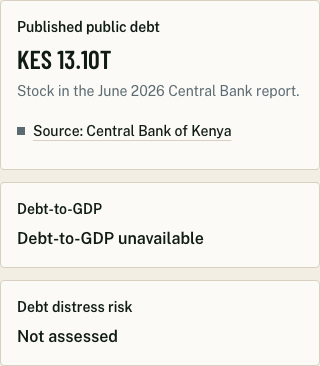 Published public debt
KES 13.10T
Stock in the June 2026 Central Bank report.
Source: Central Bank of Kenya
Debt-to-GDP
Debt-to-GDP unavailable
Debt distress risk
Not assessed